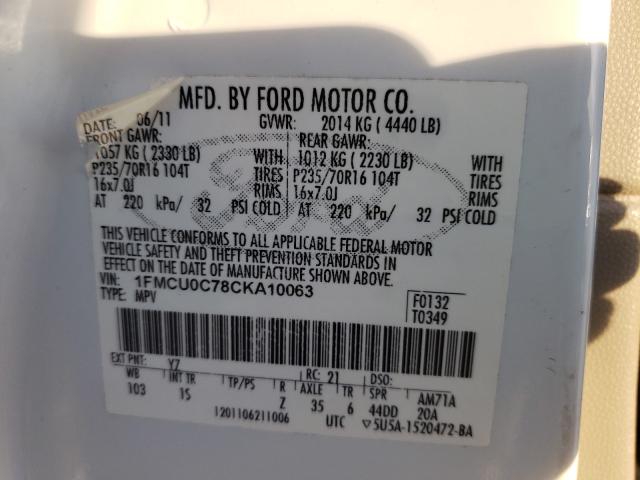 MFD. BY FORD MOTOR CO.
DATE: 06/11 GVWR: 2014 KG ( 4440 LB)
FRONT GAWR: REAR GAWR:
1057 KG ( 2330 LB) WITH 1012 KG ( 2230 LB) WITH
P235/70R16 104T TIRES P235/70R16 104T TIRES
16x7.0J RIMS 16x7.0J RIMS
AT 220 kPa/ 32 PSI COLD AT 220 kPa/ 32 PSI COLD
THIS VEHICLE CONFORMS TO ALL APPLICABLE FEDERAL MOTOR
VEHICLE SAFETY AND THEFT PREVENTION STANDARDS IN
EFFECT ON THE DATE OF MANUFACTURE SHOWN ABOVE.
VIN: 1FMCU0C78CKA10063 F0132
TYPE: MPV T0349
EXT PNT: Y7 RC: 21 DSO:
WB INT TR TP/PS R AXLE TR SPR AM71A
103 IS Z 35 6 44DD 20A
1201106211006 UTC ▽5U5A-1520472-BA